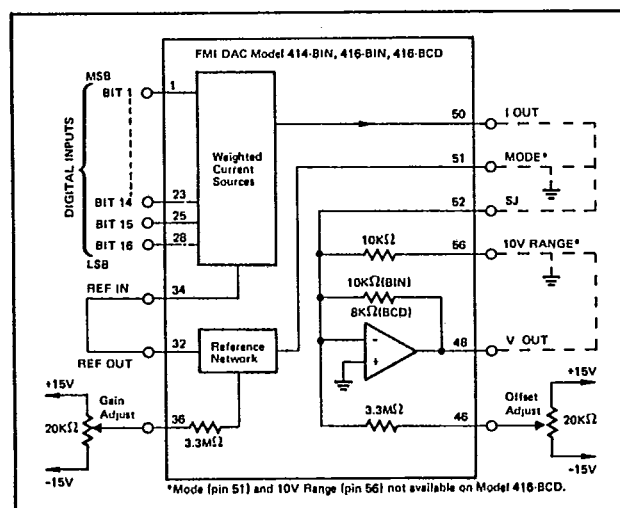 FMI DAC Model 414-BIN, 416-BIN, 416-BCD
MSB
BIT 1
1
DIGITAL INPUTS
BIT 14
23
BIT 15
25
BIT 16
28
LSB
Weighted
Current
Sources
50
I OUT
51
MODE*
52
SJ
10KΩ
56
10V RANGE*
10KΩ(BIN)
8KΩ(BCD)
-
+
48
V OUT
REF IN
34
REF OUT
32
Reference
Network
+15V
Gain
Adjust
20KΩ
-15V
36
3.3MΩ
3.3MΩ
46
Offset
Adjust
+15V
20KΩ
-15V
*Mode (pin 51) and 10V Range (pin 56) not available on Model 416-BCD.